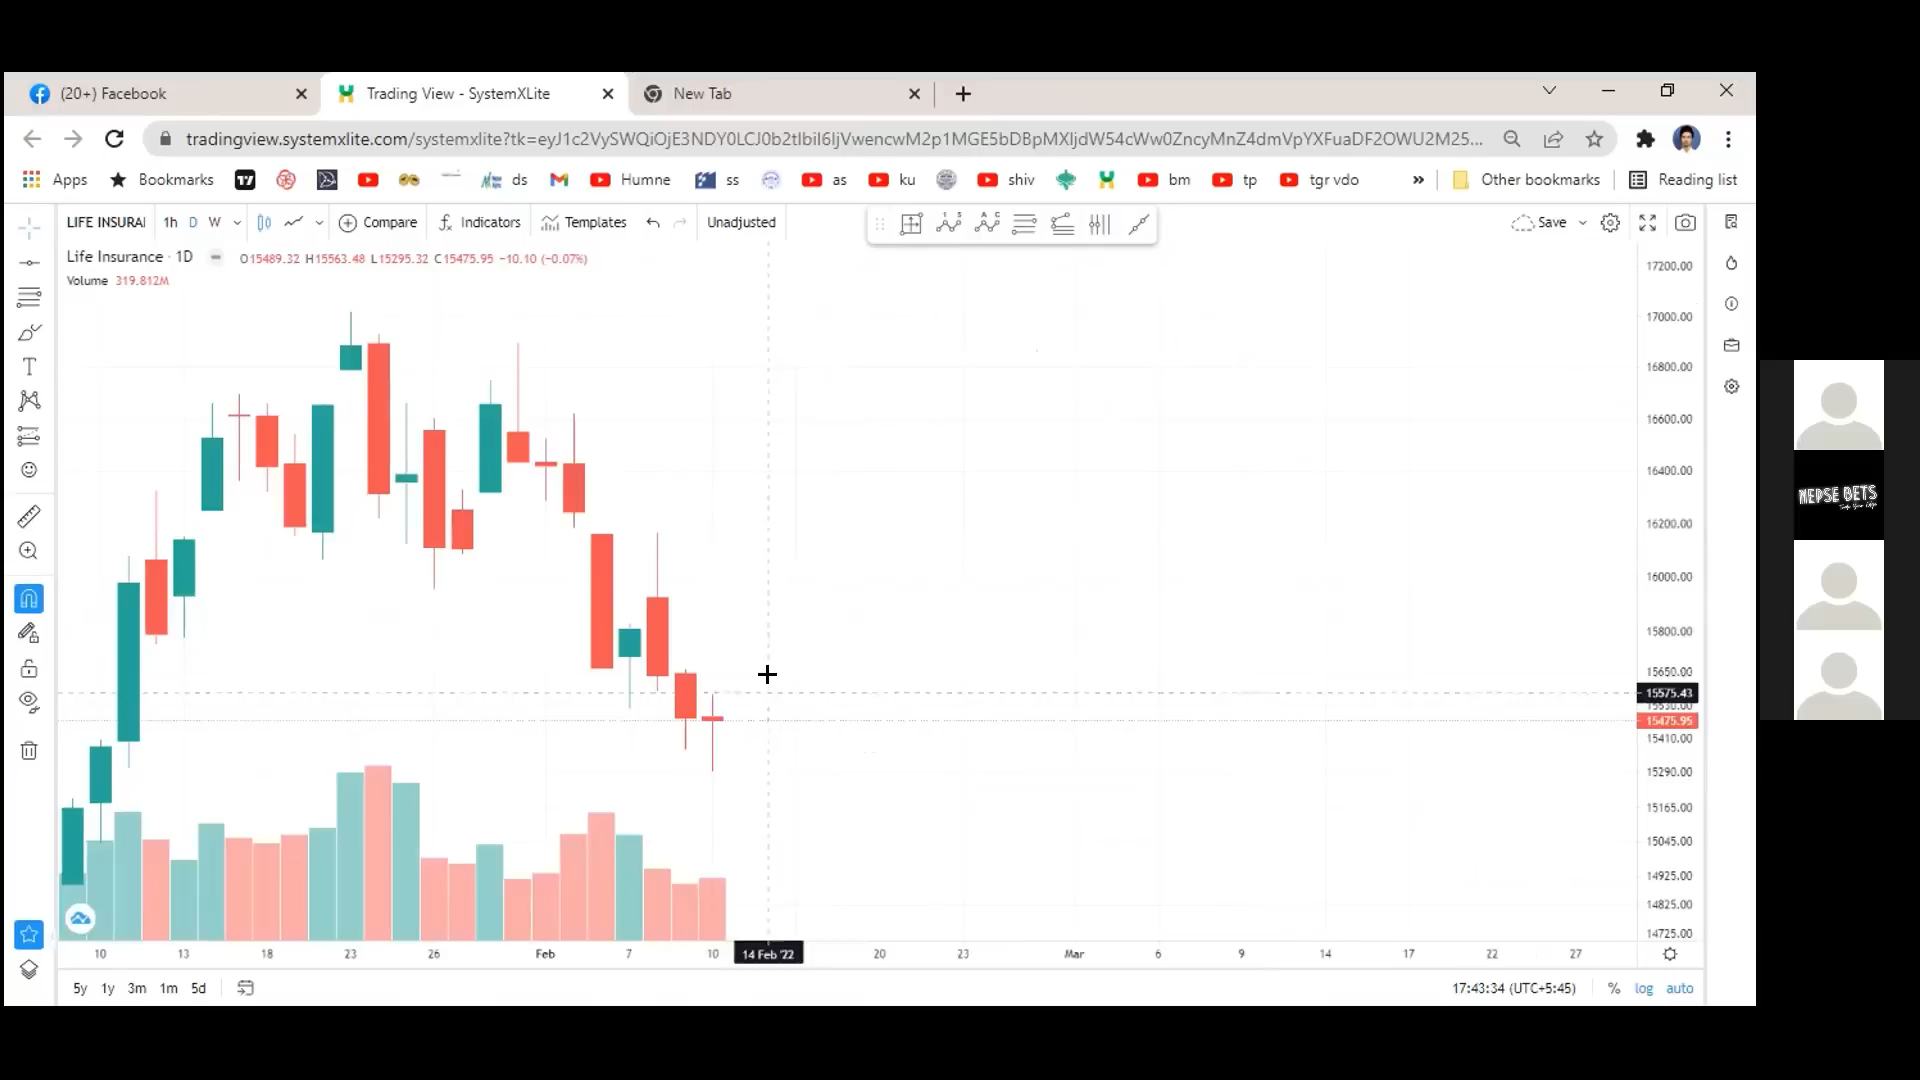 (20+) Facebook
Trading View - SystemXLite
New Tab
tradingview.systemxlite.com/systemxlite?tk=eyJ1c2VySWQiOjE3NDY0LCJ0b2tlbiI6IjVwencwM2p1MGE5bDBpMXljdW54cWw0ZncyMnZ4dmVpYXFuaDF2OWU2M25...
Apps
Bookmarks
ds
Humne
ss
as
ku
shiv
bm
tp
tgr vdo
»
Other bookmarks
Reading list
LIFE INSURAI
1h
D
W
Compare
Indicators
Templates
Unadjusted
Save
Life Insurance · 1D
O15489.32 H15563.48 L15295.32 C15475.95 −10.10 (−0.07%)
Volume 319.812M
17200.00
17000.00
16800.00
16600.00
16400.00
16200.00
16000.00
15800.00
15650.00
15575.43
15530.00
15475.95
15410.00
15290.00
15165.00
15045.00
14925.00
14825.00
14725.00
10
13
18
23
26
Feb
7
10
14 Feb '22
20
23
Mar
6
9
14
17
22
27
5y
1y
3m
1m
5d
17:43:34 (UTC+5:45)
%
log
auto
NEPSE BETS